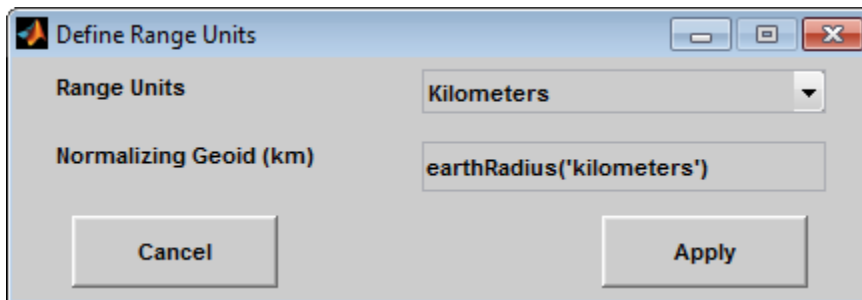 Define Range Units
Range Units
Kilometers
Normalizing Geoid (km)
earthRadius('kilometers')
Cancel
Apply